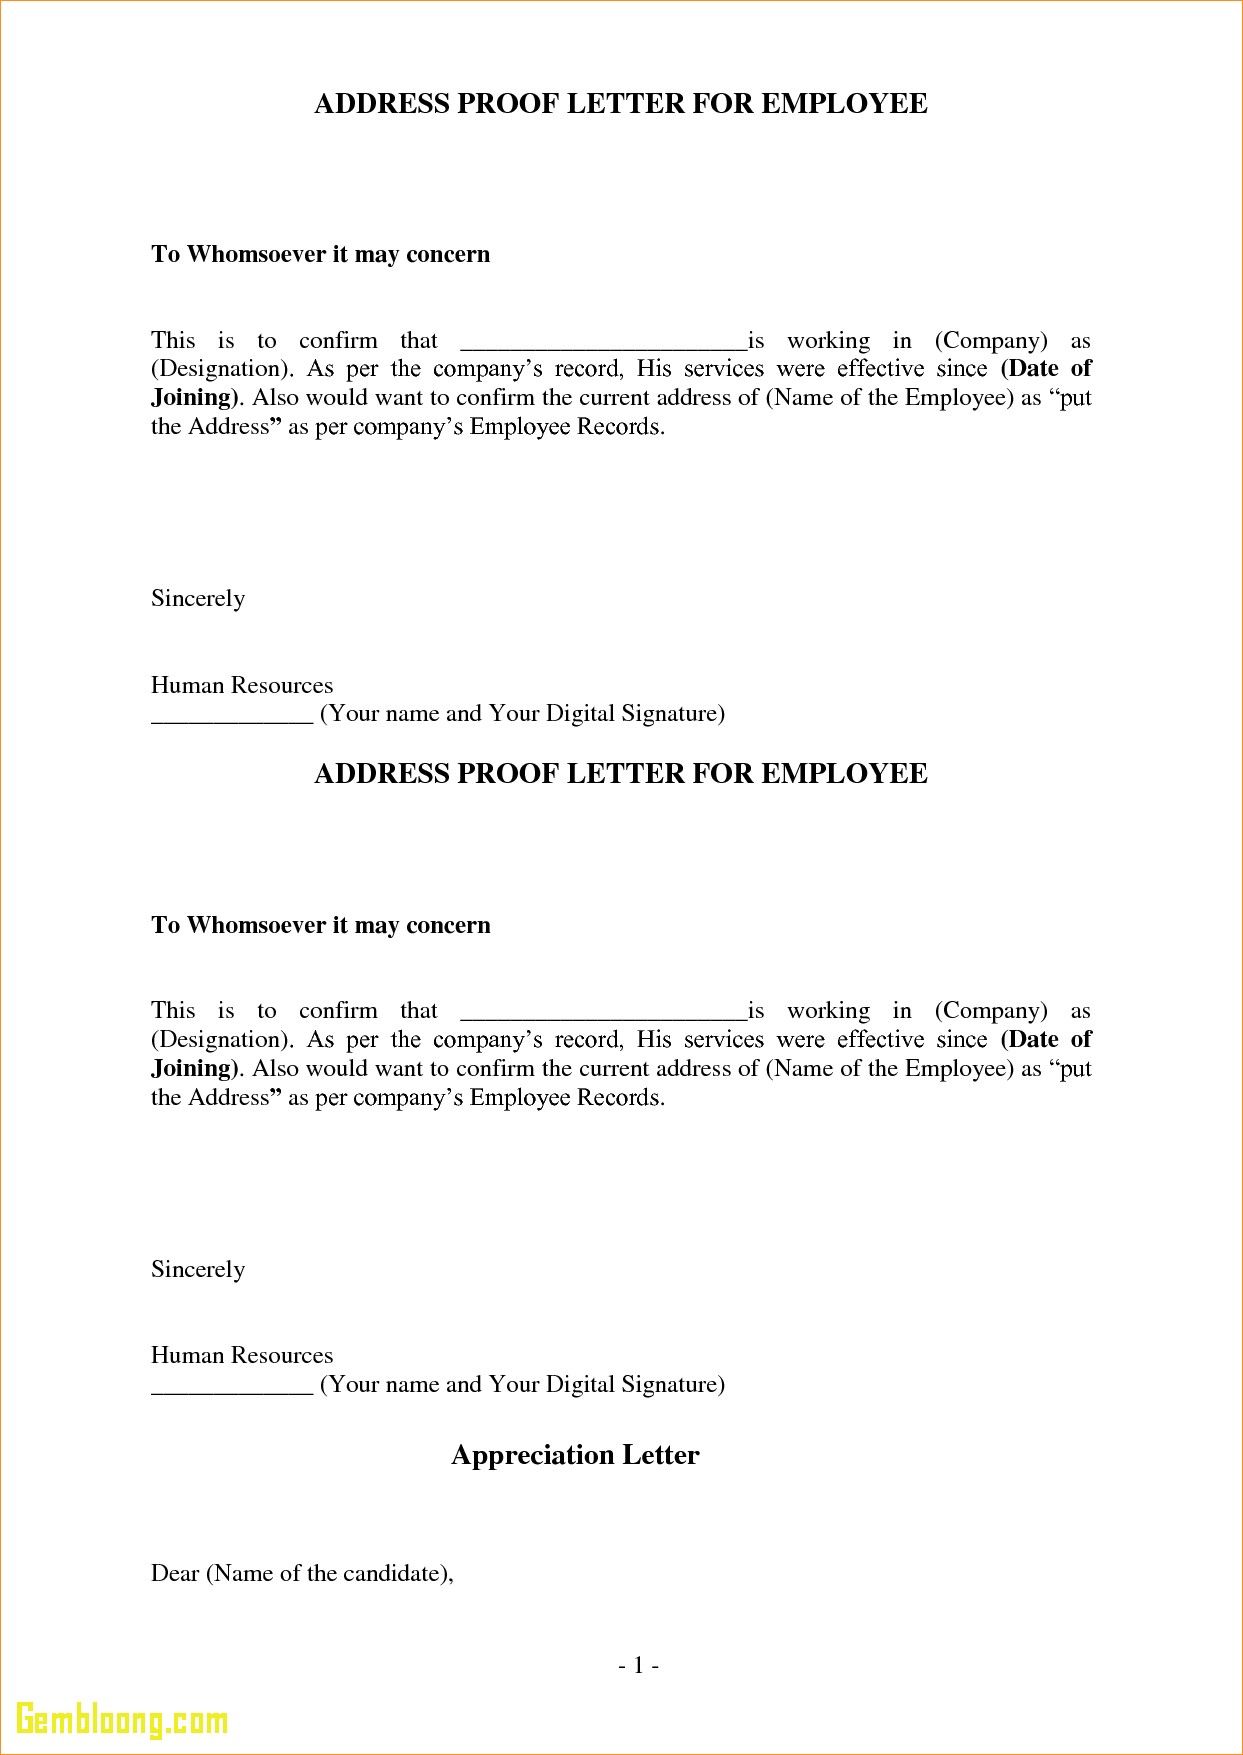 ADDRESS PROOF LETTER FOR EMPLOYEE
To Whomsoever it may concern
This is to confirm that _______________________is working in (Company) as
(Designation). As per the company’s record, His services were effective since (Date of
Joining). Also would want to confirm the current address of (Name of the Employee) as “put
the Address” as per company’s Employee Records.
Sincerely
Human Resources
_____________ (Your name and Your Digital Signature)
ADDRESS PROOF LETTER FOR EMPLOYEE
To Whomsoever it may concern
This is to confirm that _______________________is working in (Company) as
(Designation). As per the company’s record, His services were effective since (Date of
Joining). Also would want to confirm the current address of (Name of the Employee) as “put
the Address” as per company’s Employee Records.
Sincerely
Human Resources
_____________ (Your name and Your Digital Signature)
Appreciation Letter
Dear (Name of the candidate),
- 1 -
Gembloong.com